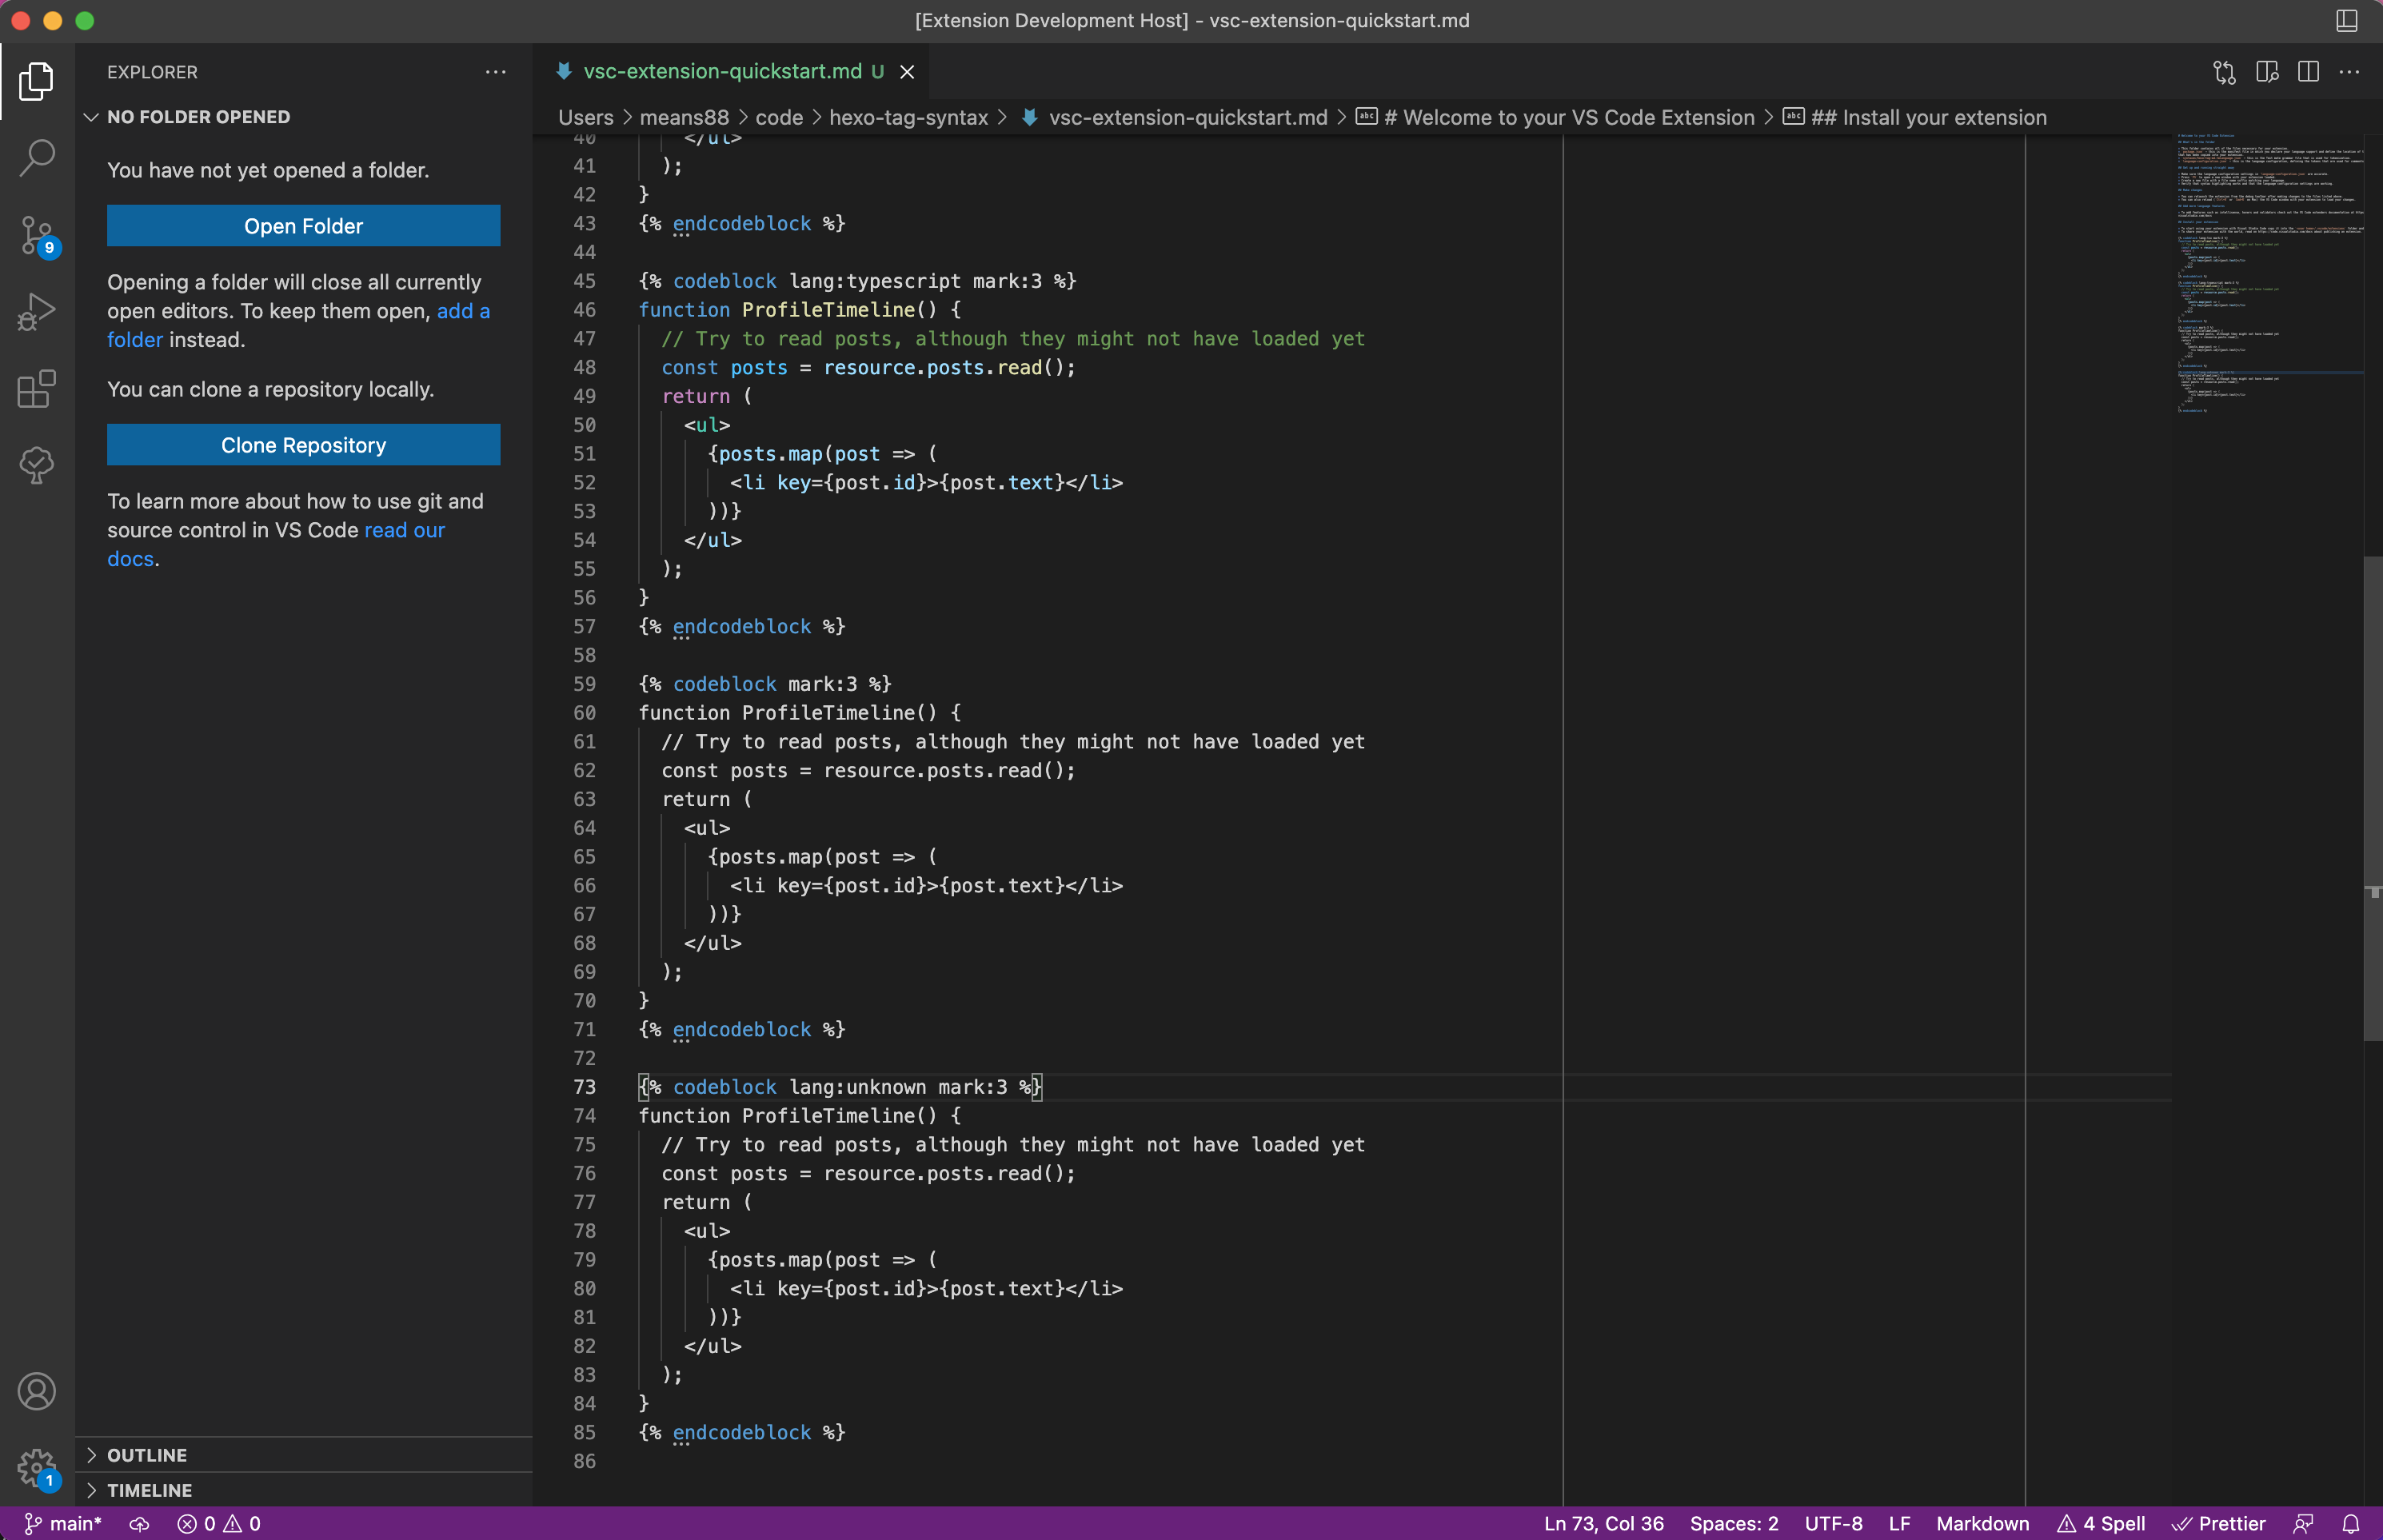 [Extension Development Host] - vsc-extension-quickstart.md
EXPLORER
NO FOLDER OPENED
You have not yet opened a folder.
Open Folder
Opening a folder will close all currently
open editors. To keep them open, add a
folder instead.
You can clone a repository locally.
Clone Repository
To learn more about how to use git and
source control in VS Code read our
docs.
9
1
OUTLINE
TIMELINE
vsc-extension-quickstart.md U
Users > means88 > code > hexo-tag-syntax > vsc-extension-quickstart.md > # Welcome to your VS Code Extension > ## Install your extension
40 </ul>
41 );
42 }
43 {% endcodeblock %}
44
45 {% codeblock lang:typescript mark:3 %}
46 function ProfileTimeline() {
47 // Try to read posts, although they might not have loaded yet
48 const posts = resource.posts.read();
49 return (
50 <ul>
51 {posts.map(post => (
52 <li key={post.id}>{post.text}</li>
53 ))}
54 </ul>
55 );
56 }
57 {% endcodeblock %}
58
59 {% codeblock mark:3 %}
60 function ProfileTimeline() {
61 // Try to read posts, although they might not have loaded yet
62 const posts = resource.posts.read();
63 return (
64 <ul>
65 {posts.map(post => (
66 <li key={post.id}>{post.text}</li>
67 ))}
68 </ul>
69 );
70 }
71 {% endcodeblock %}
72
73 {% codeblock lang:unknown mark:3 %}
74 function ProfileTimeline() {
75 // Try to read posts, although they might not have loaded yet
76 const posts = resource.posts.read();
77 return (
78 <ul>
79 {posts.map(post => (
80 <li key={post.id}>{post.text}</li>
81 ))}
82 </ul>
83 );
84 }
85 {% endcodeblock %}
86
main* 0 0 Ln 73, Col 36 Spaces: 2 UTF-8 LF Markdown 4 Spell Prettier